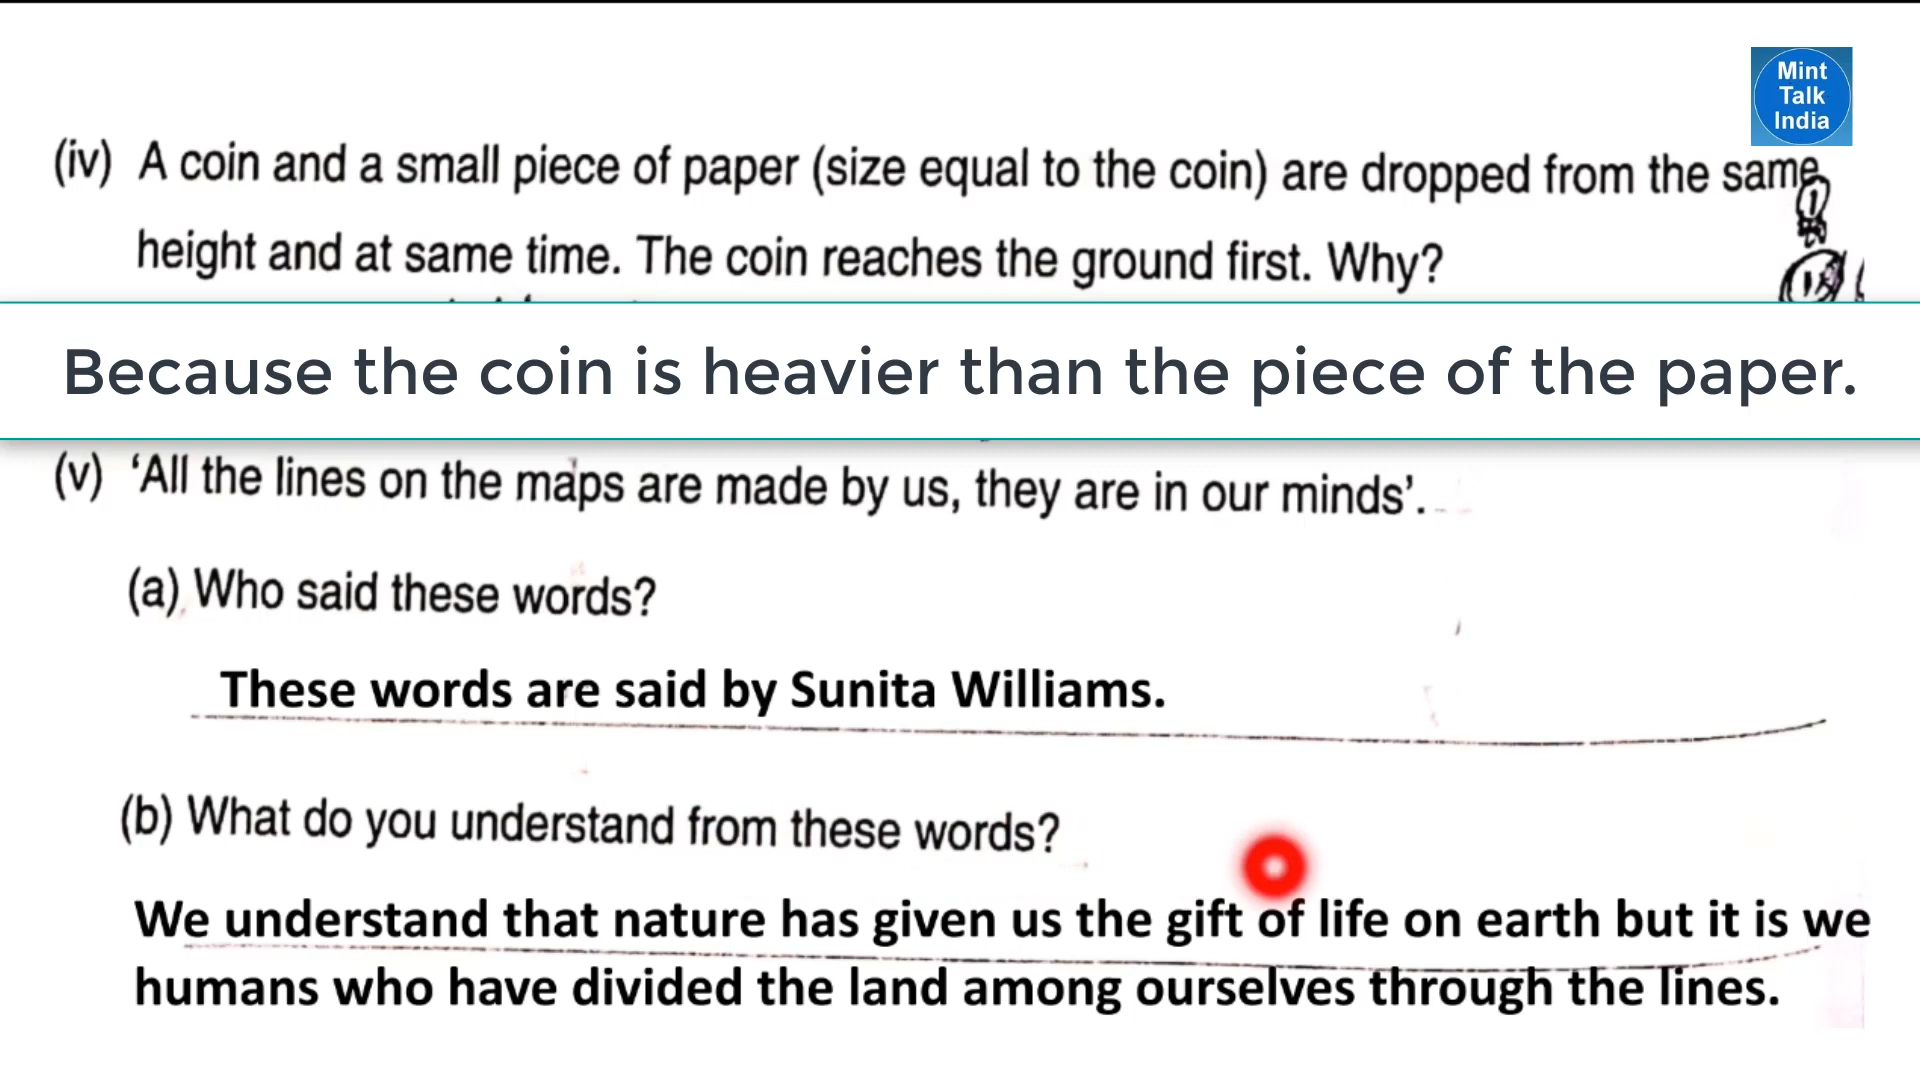 Mint
Talk
India
(iv) A coin and a small piece of paper (size equal to the coin) are dropped from the same
height and at same time. The coin reaches the ground first. Why?
Because the coin is heavier than the piece of the paper.
(v) ‘All the lines on the maps are made by us, they are in our minds’.
(a) Who said these words?
These words are said by Sunita Williams.
(b) What do you understand from these words?
We understand that nature has given us the gift of life on earth but it is we
humans who have divided the land among ourselves through the lines.